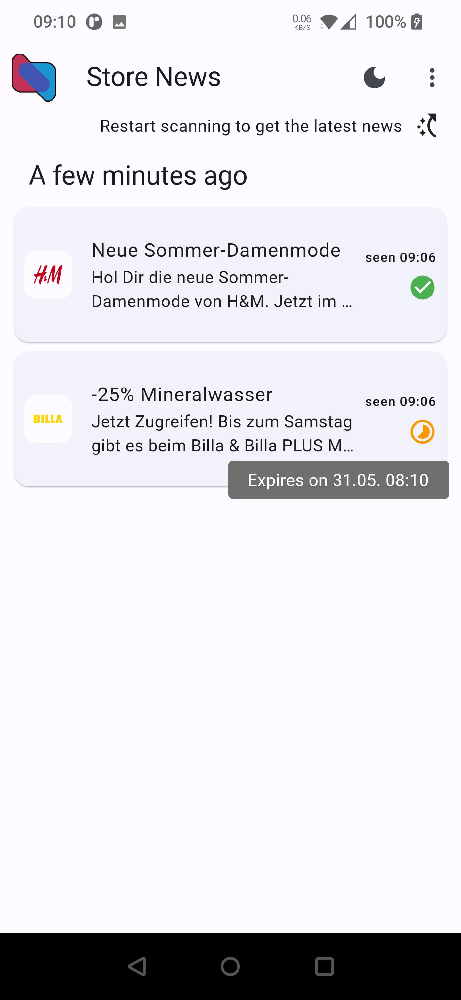 09:10
0.06
KB/S
100%
Store News
Restart scanning to get the latest news
A few minutes ago
Neue Sommer-Damenmode
seen 09:06
H&M
Hol Dir die neue Sommer-
Damenmode von H&M. Jetzt im ...
-25% Mineralwasser
seen 09:06
BILLA
Jetzt Zugreifen! Bis zum Samstag
gibt es beim Billa & Billa PLUS M...
Expires on 31.05. 08:10